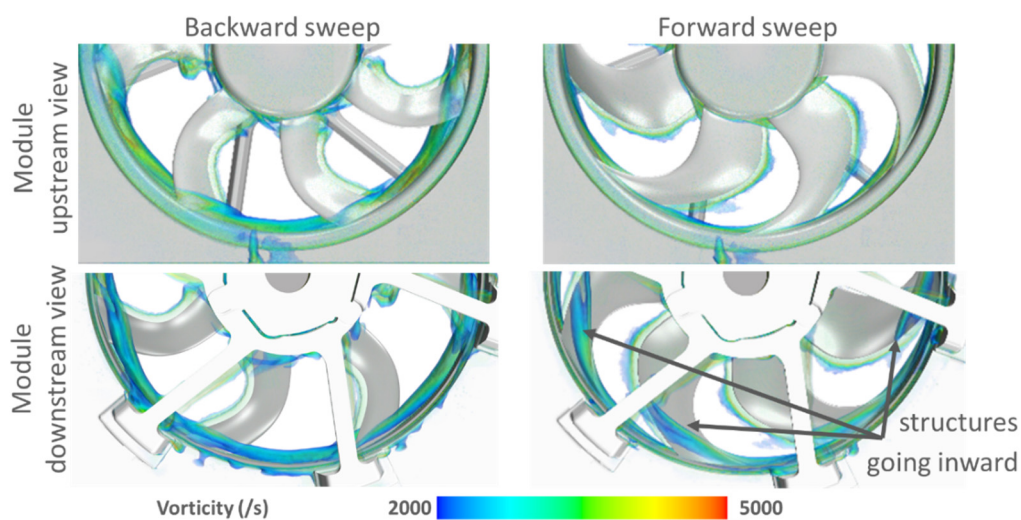 Backward sweep
Forward sweep
Module
upstream view
Module
downstream view
structures
going inward
Vorticity (/s)
2000
5000